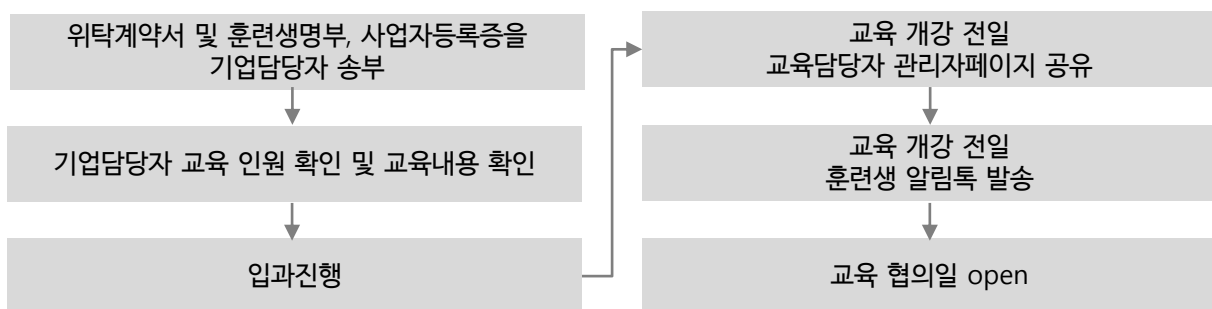 위탁계약서 및 훈련생명부, 사업자등록증을
기업담당자 송부
기업담당자 교육 인원 확인 및 교육내용 확인
입과진행
교육 개강 전일
교육담당자 관리자페이지 공유
교육 개강 전일
훈련생 알림톡 발송
교육 협의일 open